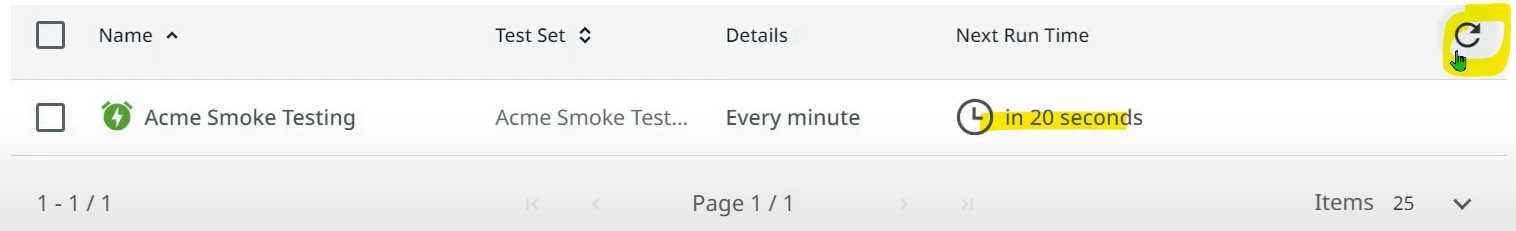 Name Test Set Details Next Run Time
Acme Smoke Testing Acme Smoke Test... Every minute in 20 seconds
1 - 1 / 1 Page 1 / 1 Items 25